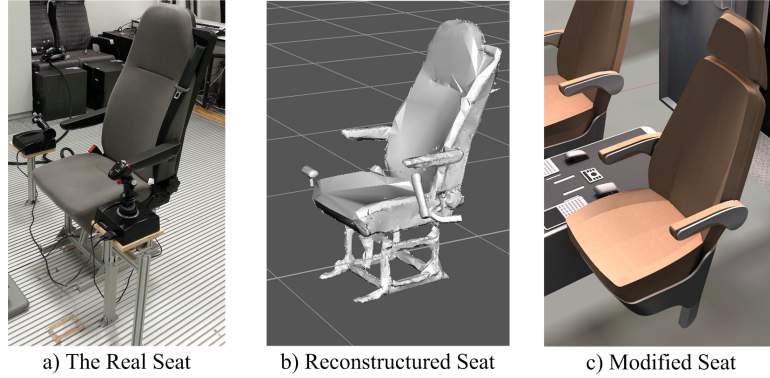 a) The Real Seat
b) Reconstructured Seat
c) Modified Seat